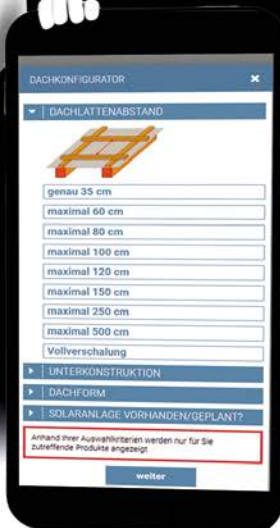 DACHKONFIGURATOR
DACHLATTENABSTAND
genau 35 cm
maximal 60 cm
maximal 80 cm
maximal 100 cm
maximal 120 cm
maximal 150 cm
maximal 250 cm
maximal 500 cm
Vollverschalung
UNTERKONSTRUKTION
DACHFORM
SOLARANLAGE VORHANDEN/GEPLANT?
Anhand Ihrer Auswahlkriterien werden nur für Sie
zutreffende Produkte angezeigt
weiter